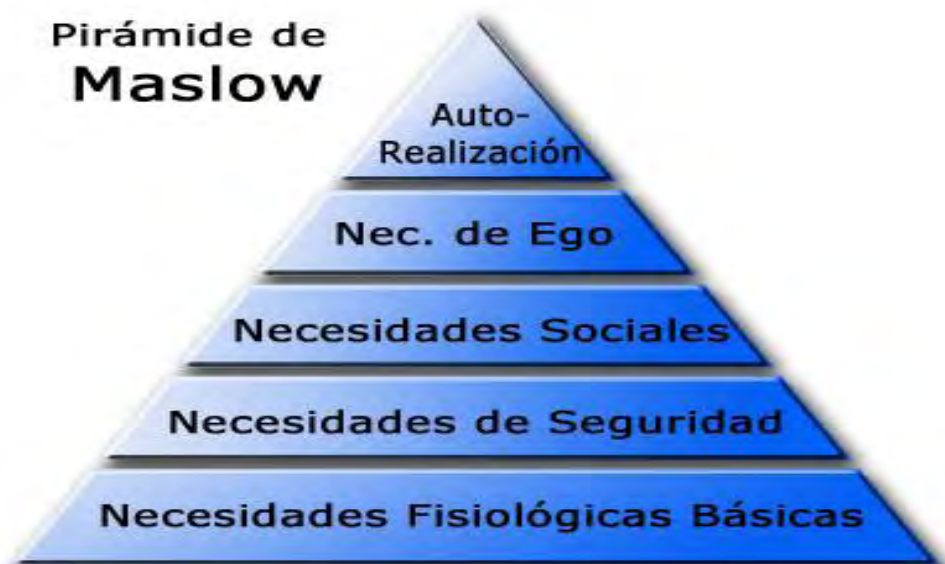 Pirámide de
Maslow
Auto-
Realización
Nec. de Ego
Necesidades Sociales
Necesidades de Seguridad
Necesidades Fisiológicas Básicas